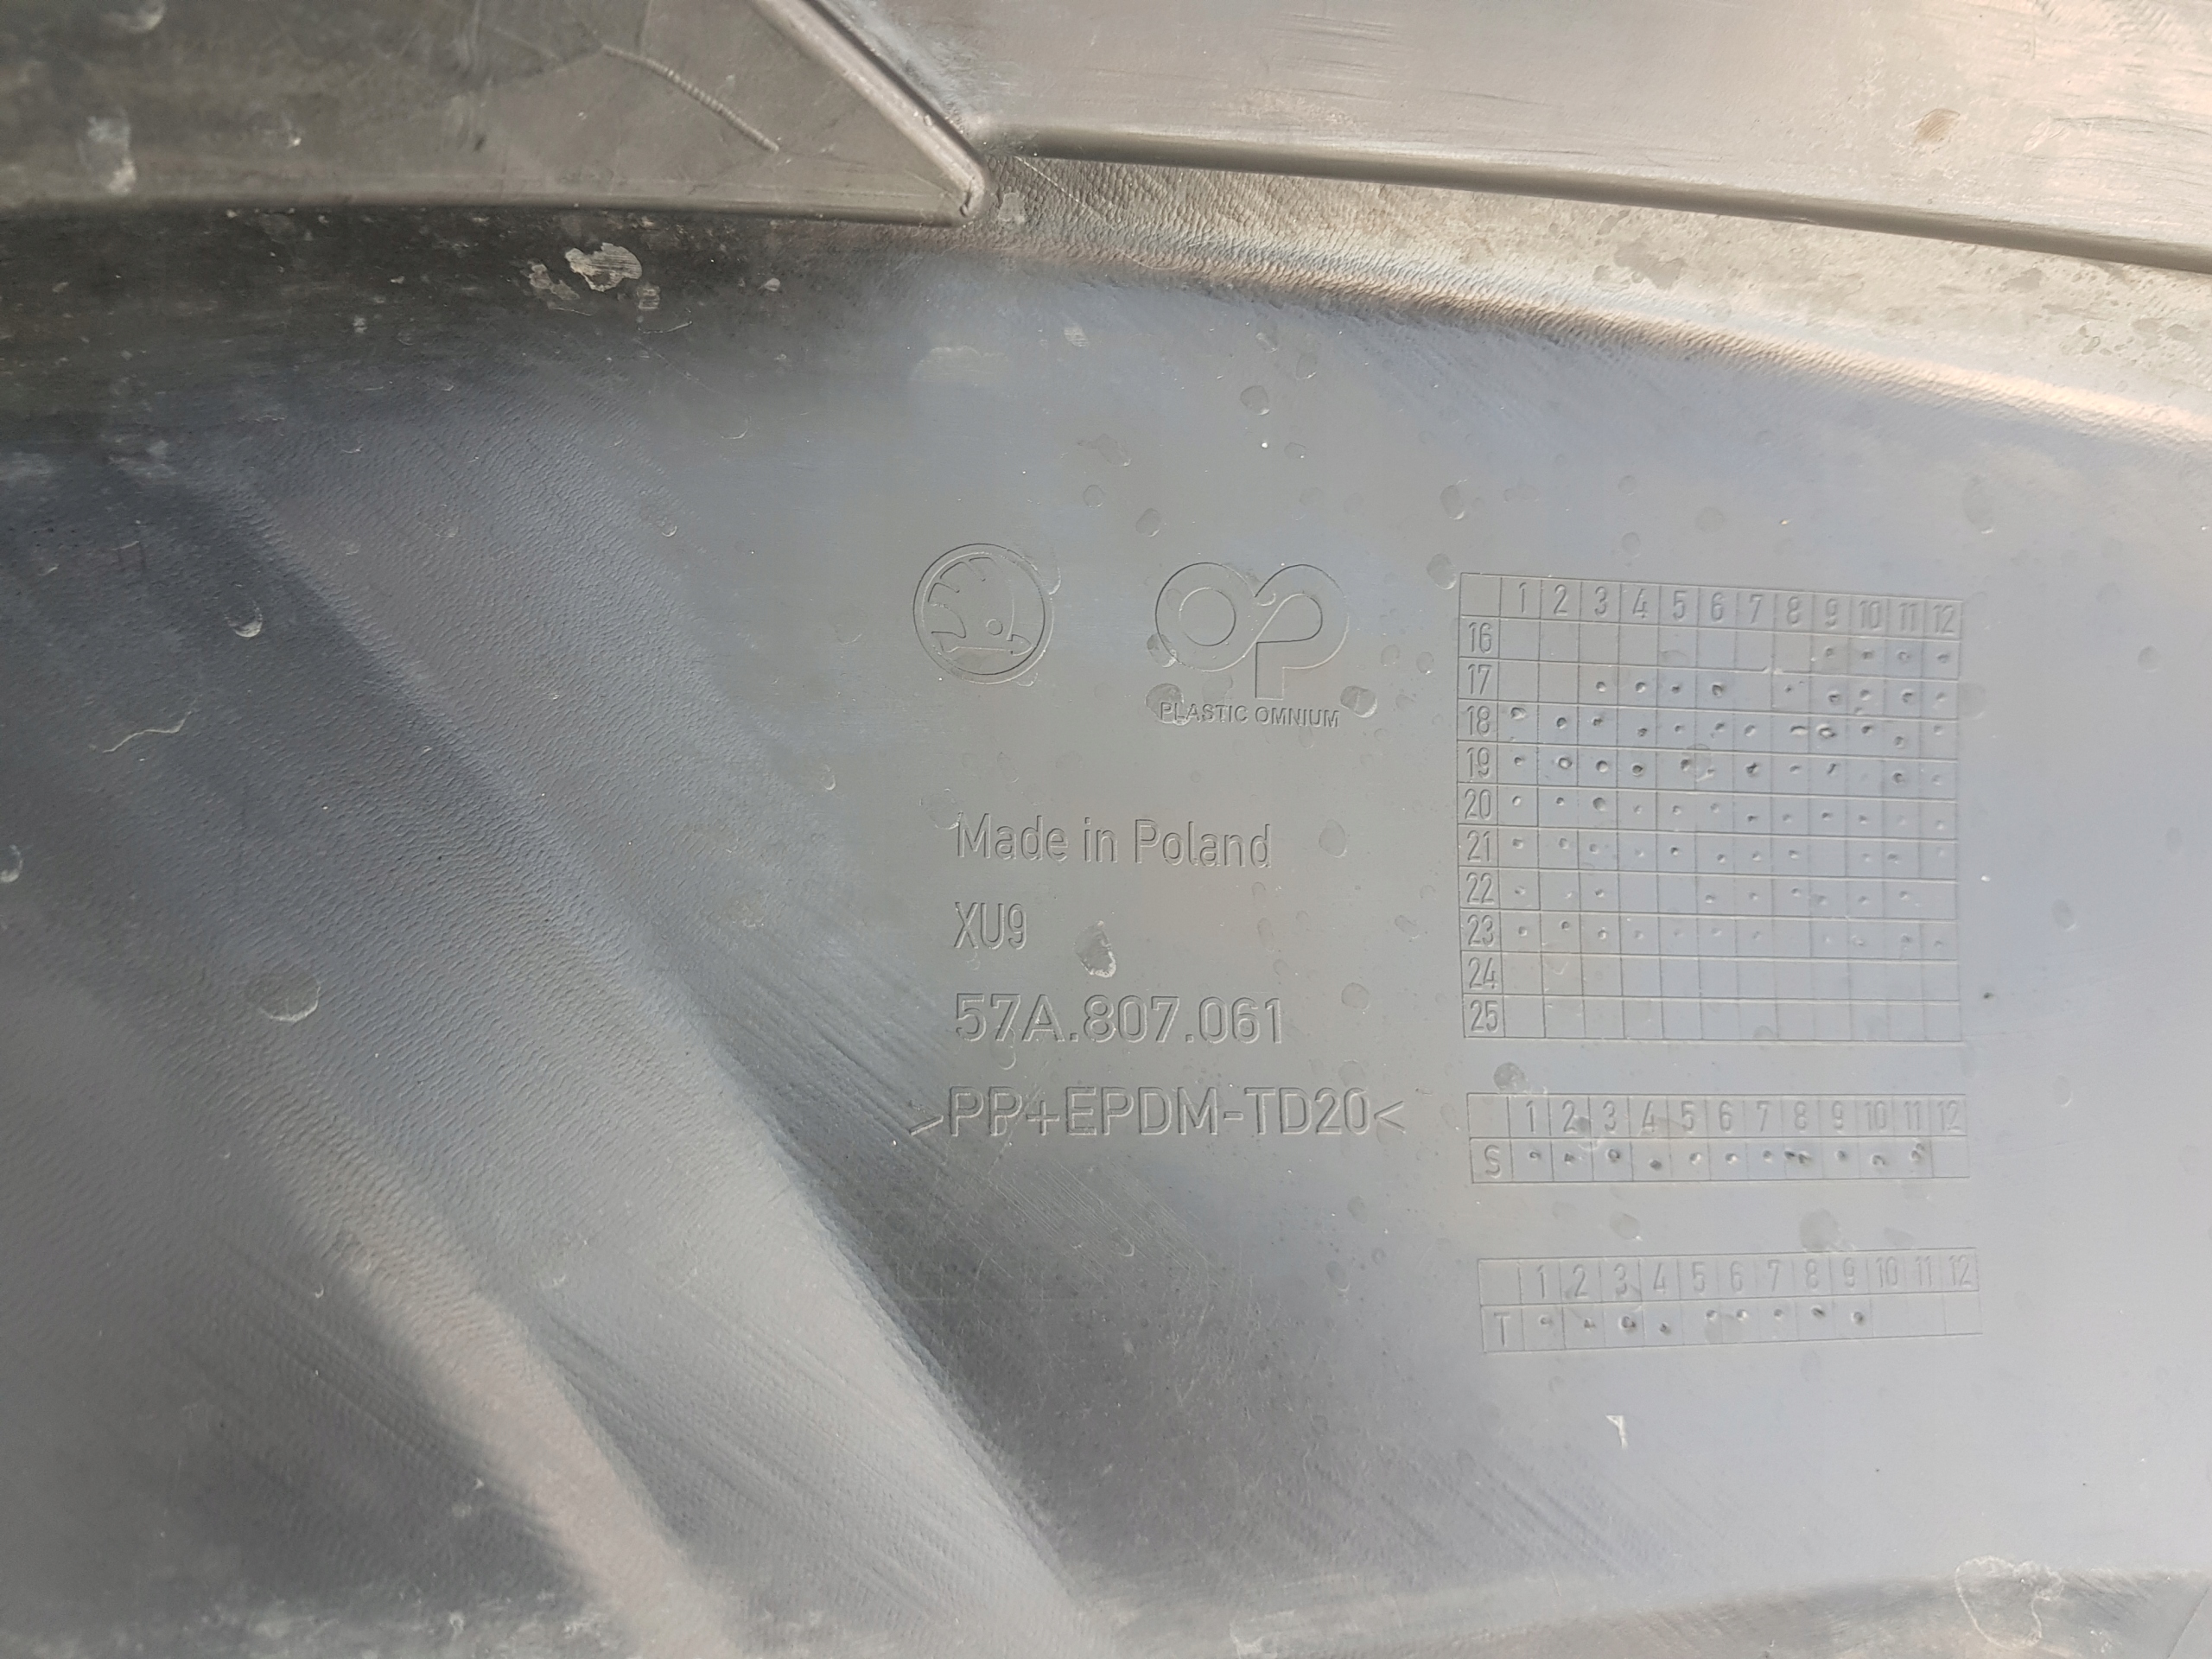 PLASTIC OMNIUM
Made in Poland
XU9
57A.807.061
>PP+EPDM-TD20<
1 2 3 4 5 6 7 8 9 10 11 12
16
17
18
19
20
21
22
23
24
25
1 2 3 4 5 6 7 8 9 10 11 12
S
1 2 3 4 5 6 7 8 9 10 11 12
T